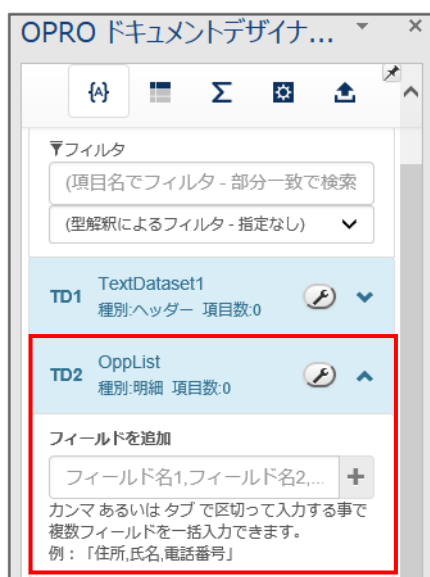 OPRO ドキュメントデザイナ...
{A} Σ
フィルタ
(項目名でフィルタ - 部分一致で検索
(型解釈によるフィルタ - 指定なし)
TD1 TextDataset1
種別:ヘッダー 項目数:0
TD2 OppList
種別:明細 項目数:0
フィールドを追加
フィールド名1,フィールド名2,... +
カンマ あるいは タブ で区切って入力する事で
複数フィールドを一括入力できます。
例：「住所,氏名,電話番号」